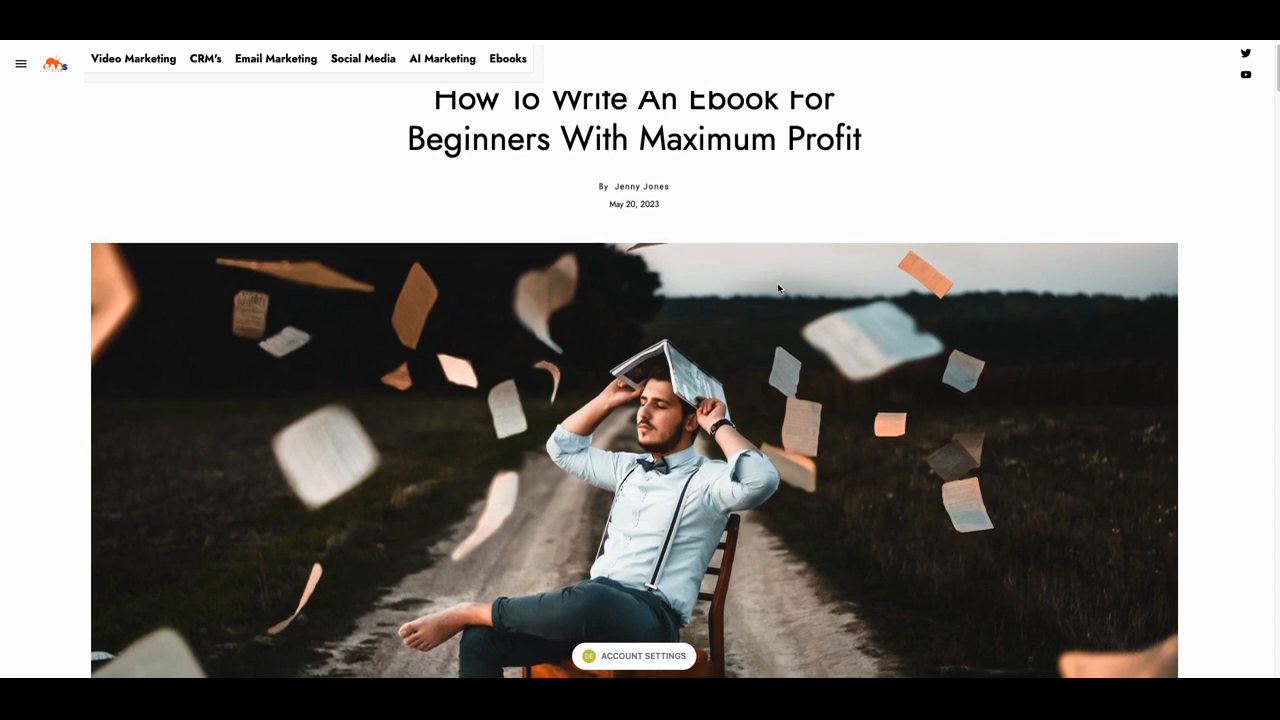 Video Marketing CRM's Email Marketing Social Media AI Marketing Ebooks
How To Write An Ebook For
Beginners With Maximum Profit
By Jenny Jones
May 20, 2023
ACCOUNT SETTINGS